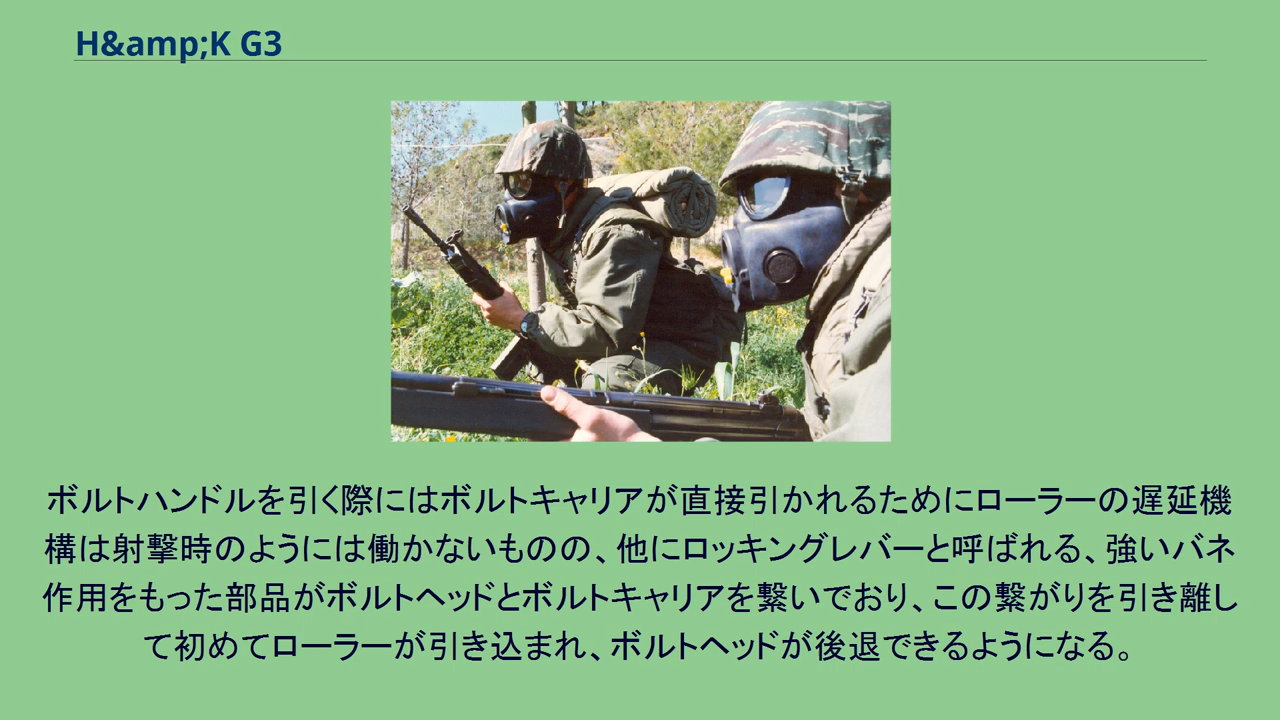 H&amp;K G3
ボルトハンドルを引く際にはボルトキャリアが直接引かれるためにローラーの遅延機
構は射撃時のようには働かないものの、他にロッキングレバーと呼ばれる、強いバネ
作用をもった部品がボルトヘッドとボルトキャリアを繋いでおり、この繋がりを引き離し
て初めてローラーが引き込まれ、ボルトヘッドが後退できるようになる。